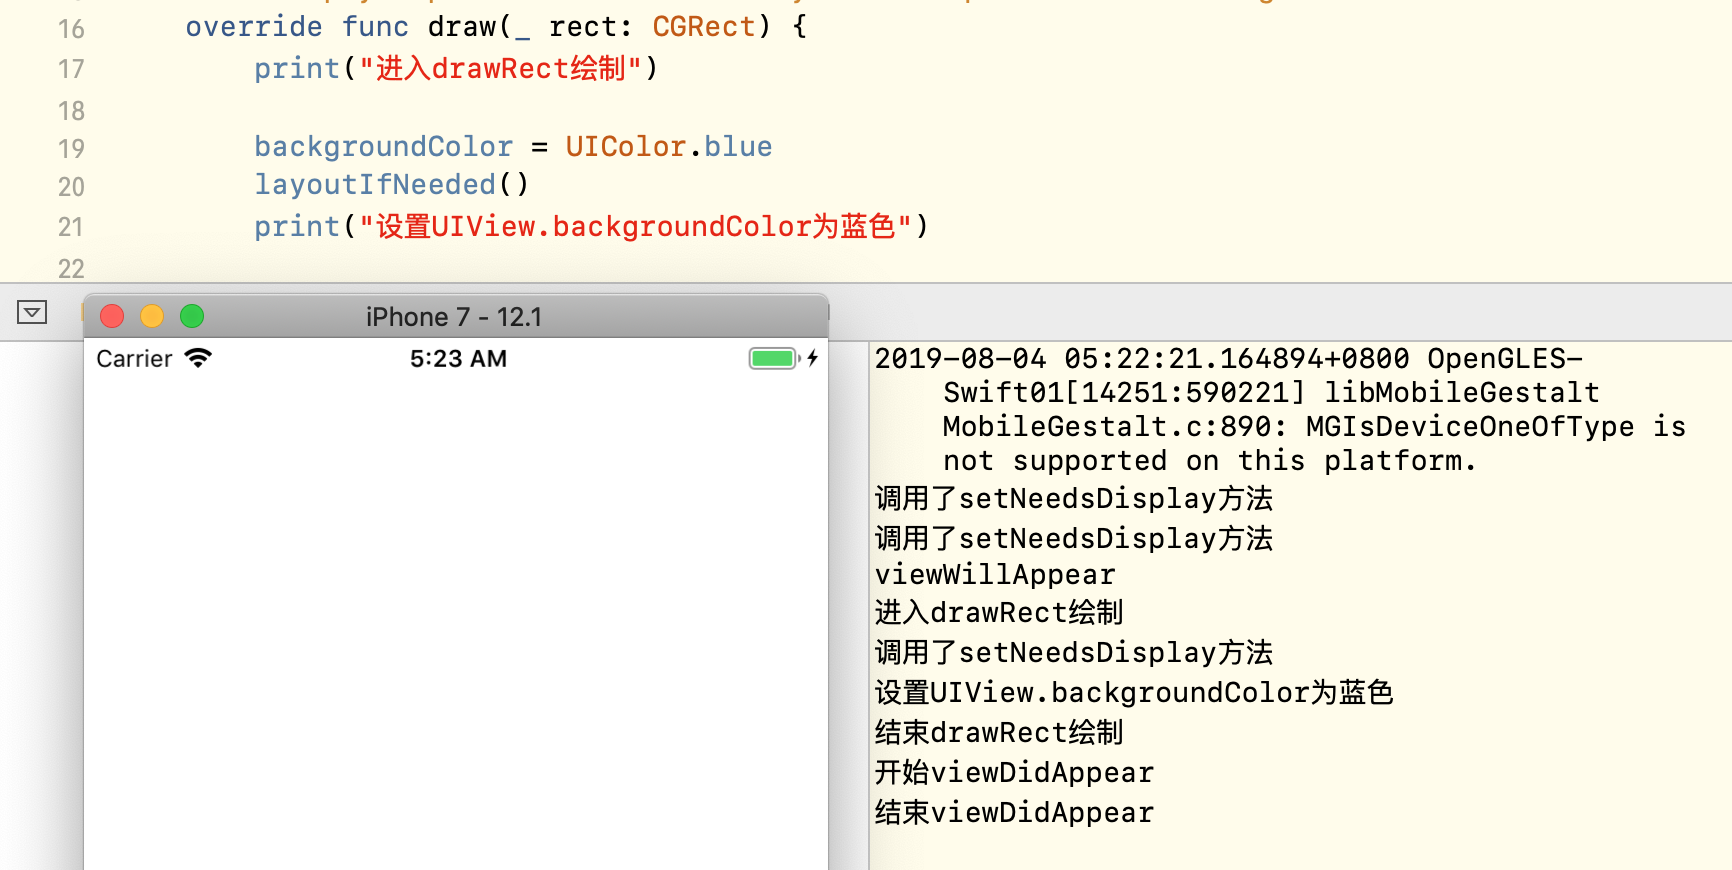 16 override func draw(_ rect: CGRect) {
17 print("进入drawRect绘制")
18
19 backgroundColor = UIColor.blue
20 layoutIfNeeded()
21 print("设置UIView.backgroundColor为蓝色")
22
iPhone 7 - 12.1
Carrier 5:23 AM
2019-08-04 05:22:21.164894+0800 OpenGLES-
Swift01[14251:590221] libMobileGestalt
MobileGestalt.c:890: MGIsDeviceOneOfType is
not supported on this platform.
调用了setNeedsDisplay方法
调用了setNeedsDisplay方法
viewWillAppear
进入drawRect绘制
调用了setNeedsDisplay方法
设置UIView.backgroundColor为蓝色
结束drawRect绘制
开始viewDidAppear
结束viewDidAppear